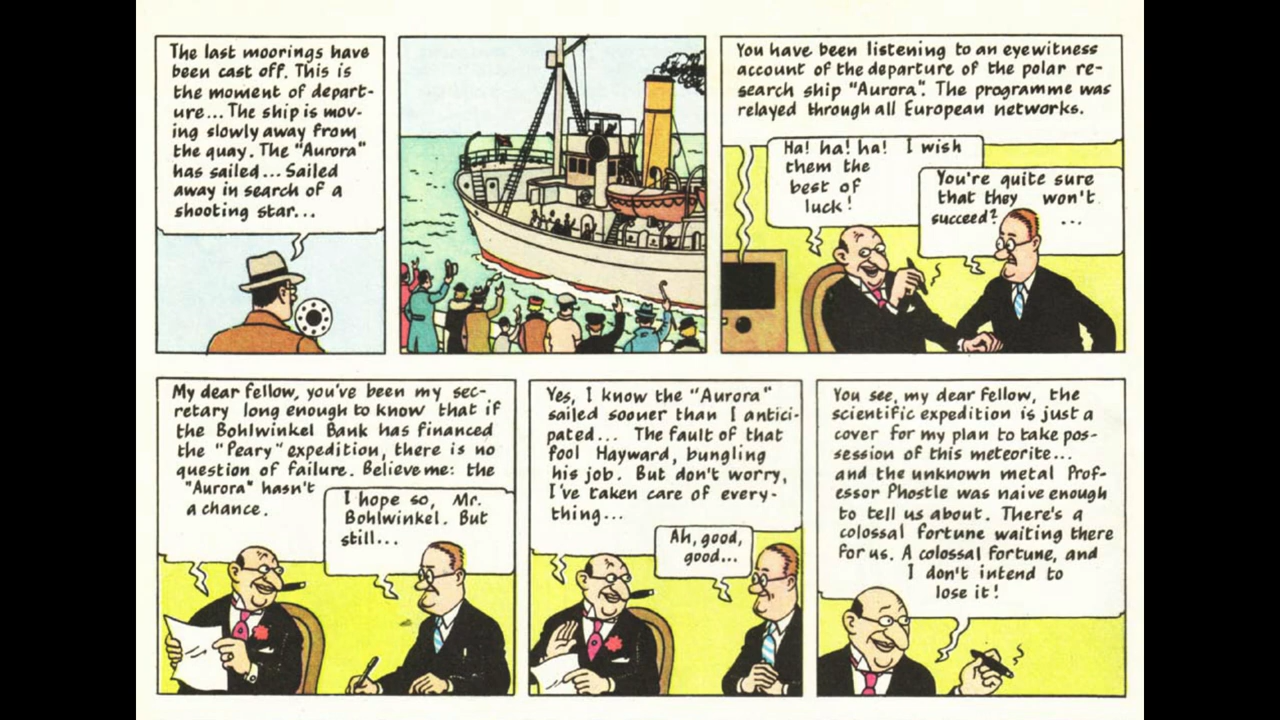 The last moorings have
been cast off. This is
the moment of depart-
ure... The ship is mov-
ing slowly away from
the quay. The "Aurora"
has sailed... Sailed
away in search of a
shooting star...
You have been listening to an eyewitness
account of the departure of the polar re-
search ship "Aurora". The programme was
relayed through all European networks.
Ha! ha! ha! I wish
them the
best of
luck!
You're quite sure
that they won't
succeed? ...
My dear fellow, you've been my sec-
retary long enough to know that if
the Bohlwinkel Bank has financed
the "Peary" expedition, there is no
question of failure. Believe me: the
"Aurora" hasn't
a chance.
I hope so, Mr.
Bohlwinkel. But
still...
Yes, I know the "Aurora"
sailed sooner than I antici-
pated... The fault of that
fool Hayward, bungling
his job. But don't worry,
I've taken care of every-
thing...
Ah, good,
good...
You see, my dear fellow, the
scientific expedition is just a
cover for my plan to take pos-
session of this meteorite...
and the unknown metal Prof-
essor Phostle was naive enough
to tell us about. There's a
colossal fortune waiting there
for us. A colossal fortune, and
I don't intend to
lose it!